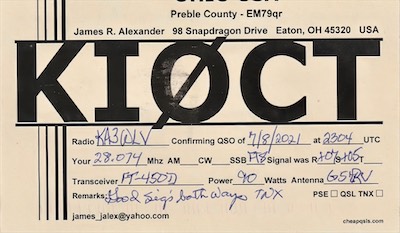 Preble County - EM79qr
James R. Alexander 98 Snapdragon Drive Eaton, OH 45320 USA
KIØCT
Radio Confirming QSO of 7/8/2021 at 2304 UTC
Your 28.074 Mhz AM CW SSB FT8 Signal was R S T
Transceiver FT-450D Power 90 Watts Antenna G5RV
Remarks: Good Sigs both ways TNX PSE □ QSL TNX □
james_jalex@yahoo.com
cheapqsls.com